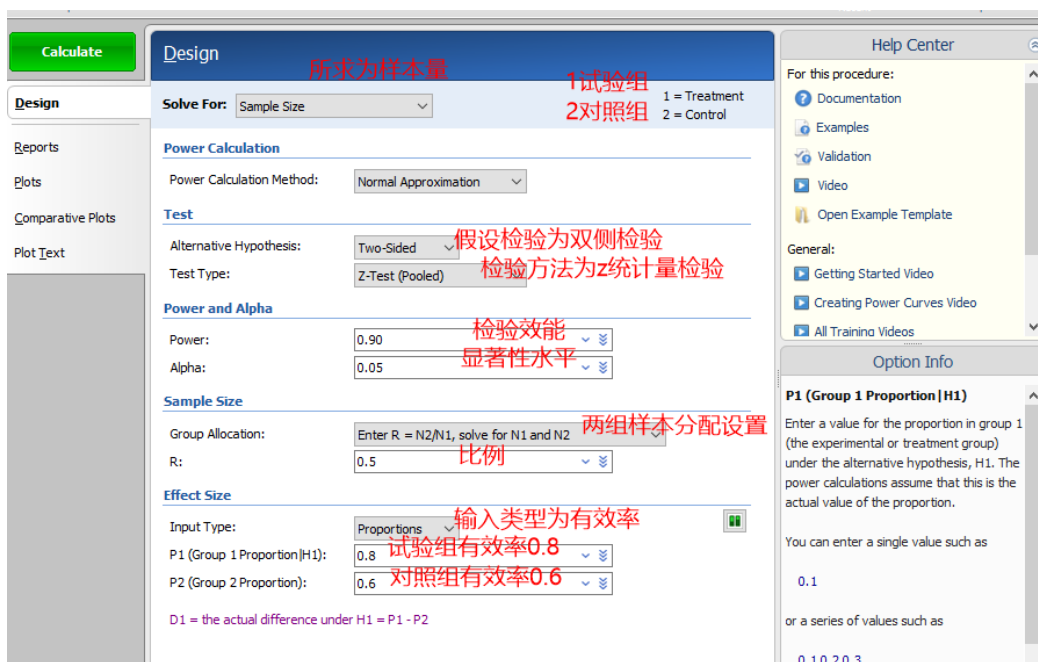 Calculate
Design
Reports
Plots
Comparative Plots
Plot Text
Design
所求为样本量
Solve For: Sample Size
1试验组
2对照组
1 = Treatment
2 = Control
Power Calculation
Power Calculation Method: Normal Approximation
Test
Alternative Hypothesis: Two-Sided 假设检验为双侧检验
Test Type: Z-Test (Pooled) 检验方法为z统计量检验
Power and Alpha
Power: 0.90 检验效能
Alpha: 0.05 显著性水平
Sample Size
Group Allocation: Enter R = N2/N1, solve for N1 and N2 两组样本分配设置
R: 0.5 比例
Effect Size
Input Type: Proportions 输入类型为有效率
P1 (Group 1 Proportion|H1): 0.8 试验组有效率0.8
P2 (Group 2 Proportion): 0.6 对照组有效率0.6
D1 = the actual difference under H1 = P1 - P2
Help Center
For this procedure:
Documentation
Examples
Validation
Video
Open Example Template
General:
Getting Started Video
Creating Power Curves Video
All Training Videos
Option Info
P1 (Group 1 Proportion|H1)
Enter a value for the proportion in group 1
(the experimental or treatment group)
under the alternative hypothesis, H1. The
power calculations assume that this is the
actual value of the proportion.
You can enter a single value such as
0.1
or a series of values such as
0.1 0.2 0.3